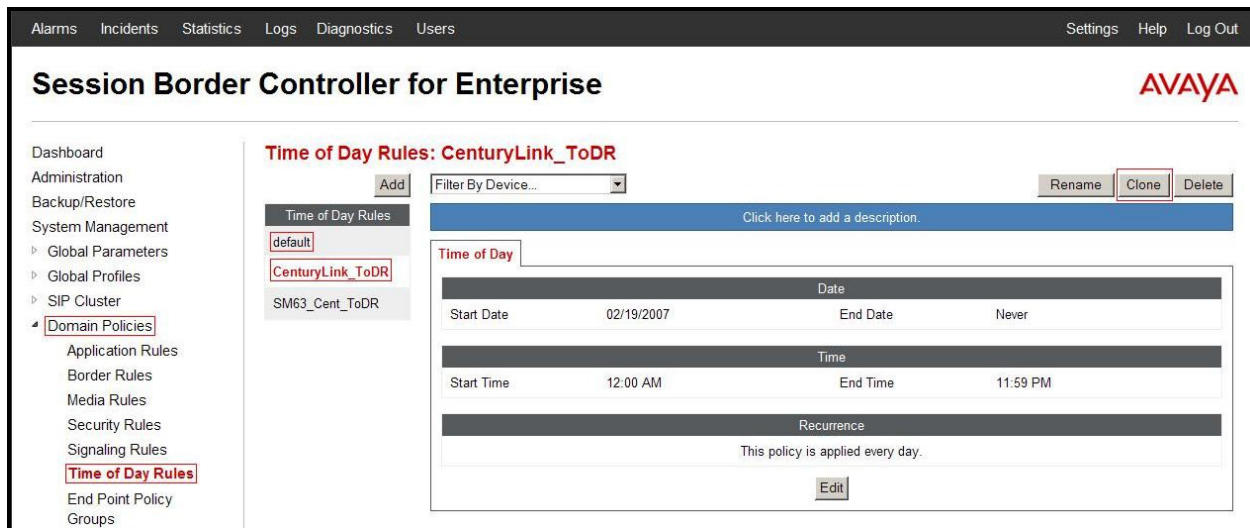 Alarms Incidents Statistics Logs Diagnostics Users Settings Help Log Out
Session Border Controller for Enterprise
AVAYA
Dashboard
Administration
Backup/Restore
System Management
Global Parameters
Global Profiles
SIP Cluster
Domain Policies
Application Rules
Border Rules
Media Rules
Security Rules
Signaling Rules
Time of Day Rules
End Point Policy
Groups
Time of Day Rules: CenturyLink_ToDR
Add
Filter By Device...
Rename Clone Delete
Time of Day Rules
default
CenturyLink_ToDR
SM63_Cent_ToDR
Click here to add a description.
Time of Day
Date
Start Date 02/19/2007 End Date Never
Time
Start Time 12:00 AM End Time 11:59 PM
Recurrence
This policy is applied every day.
Edit